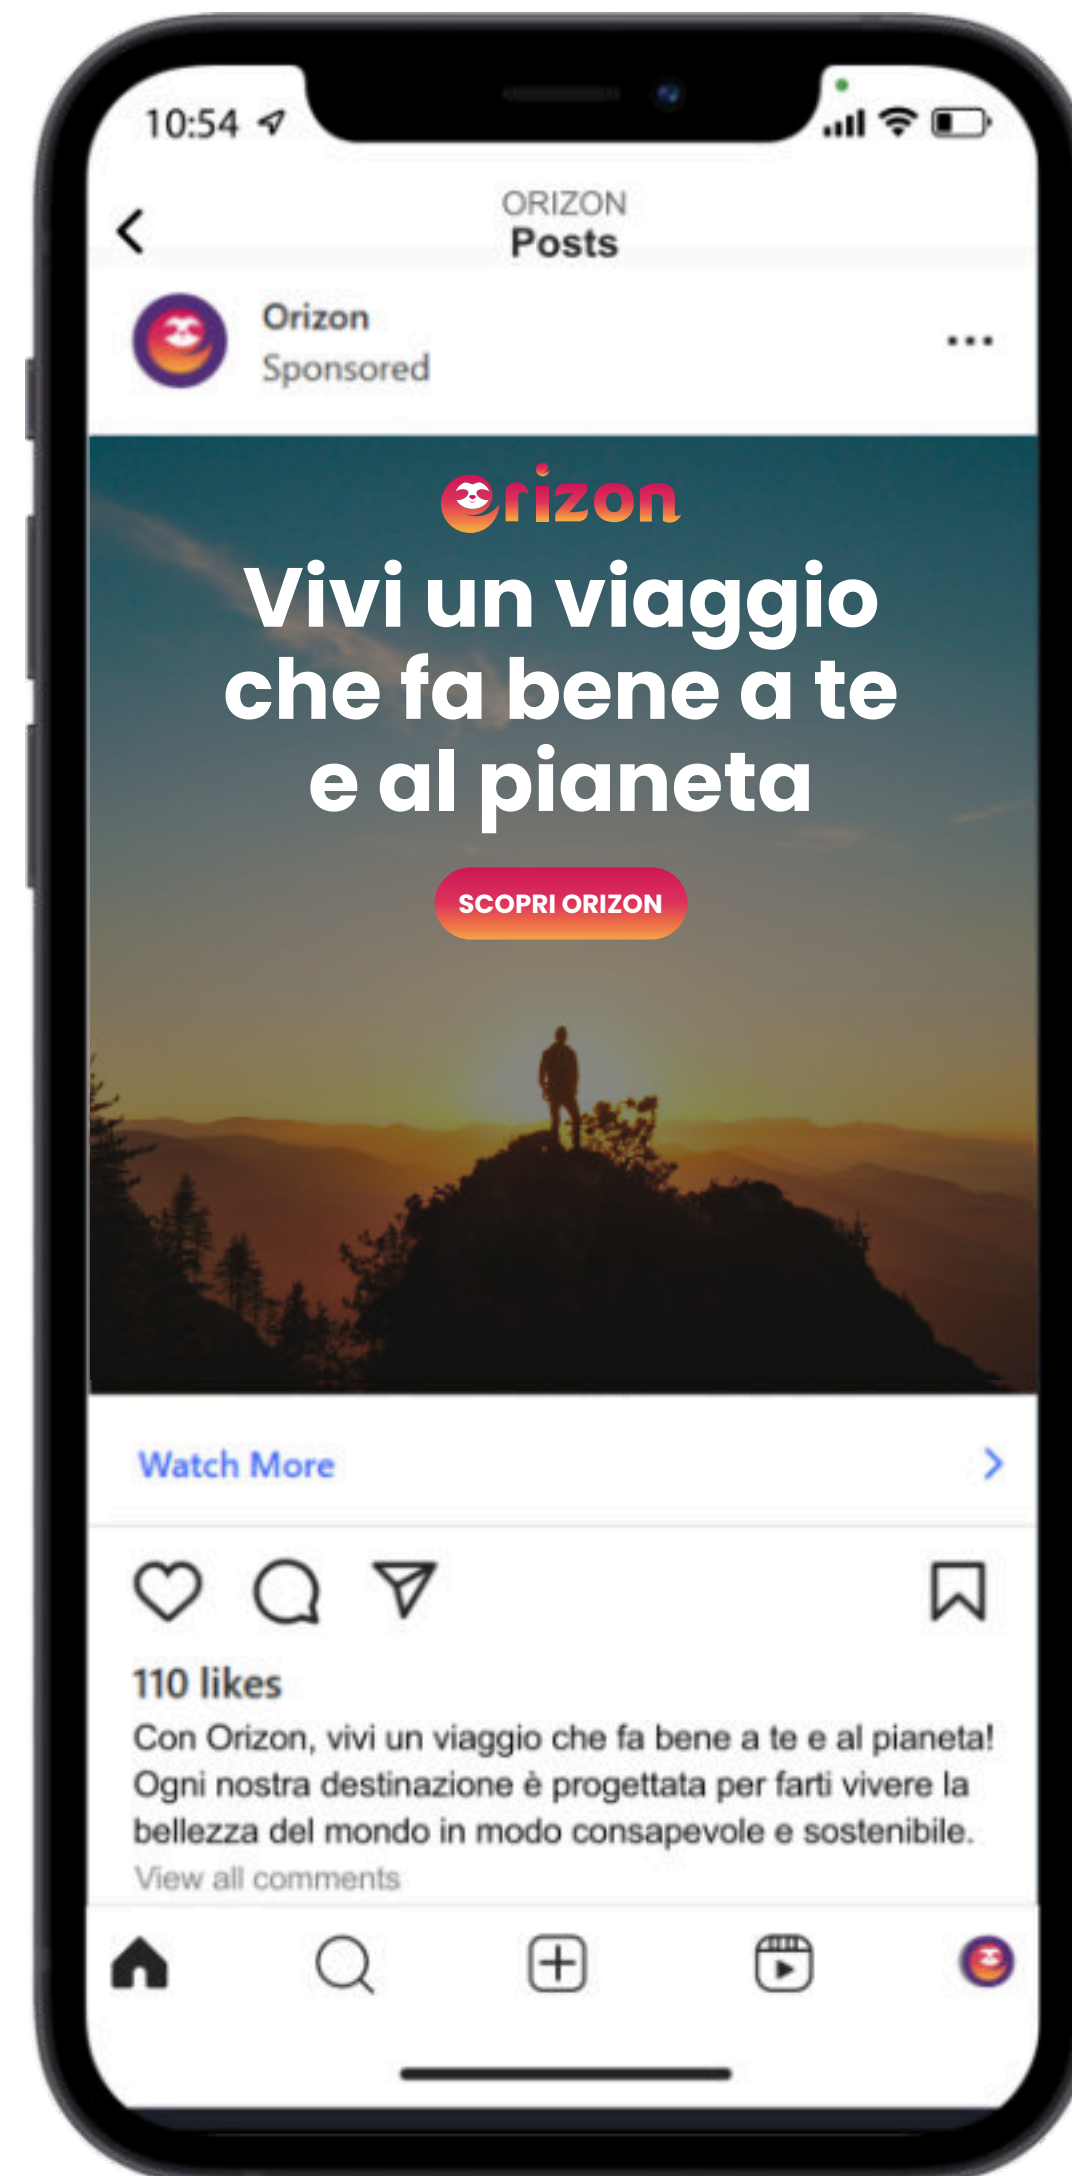 10:54
ORIZON
Posts
Orizon
Sponsored
Orizon
Vivi un viaggio
che fa bene a te
e al pianeta
SCOPRI ORIZON
Watch More
110 likes
Con Orizon, vivi un viaggio che fa bene a te e al pianeta!
Ogni nostra destinazione è progettata per farti vivere la
bellezza del mondo in modo consapevole e sostenibile.
View all comments